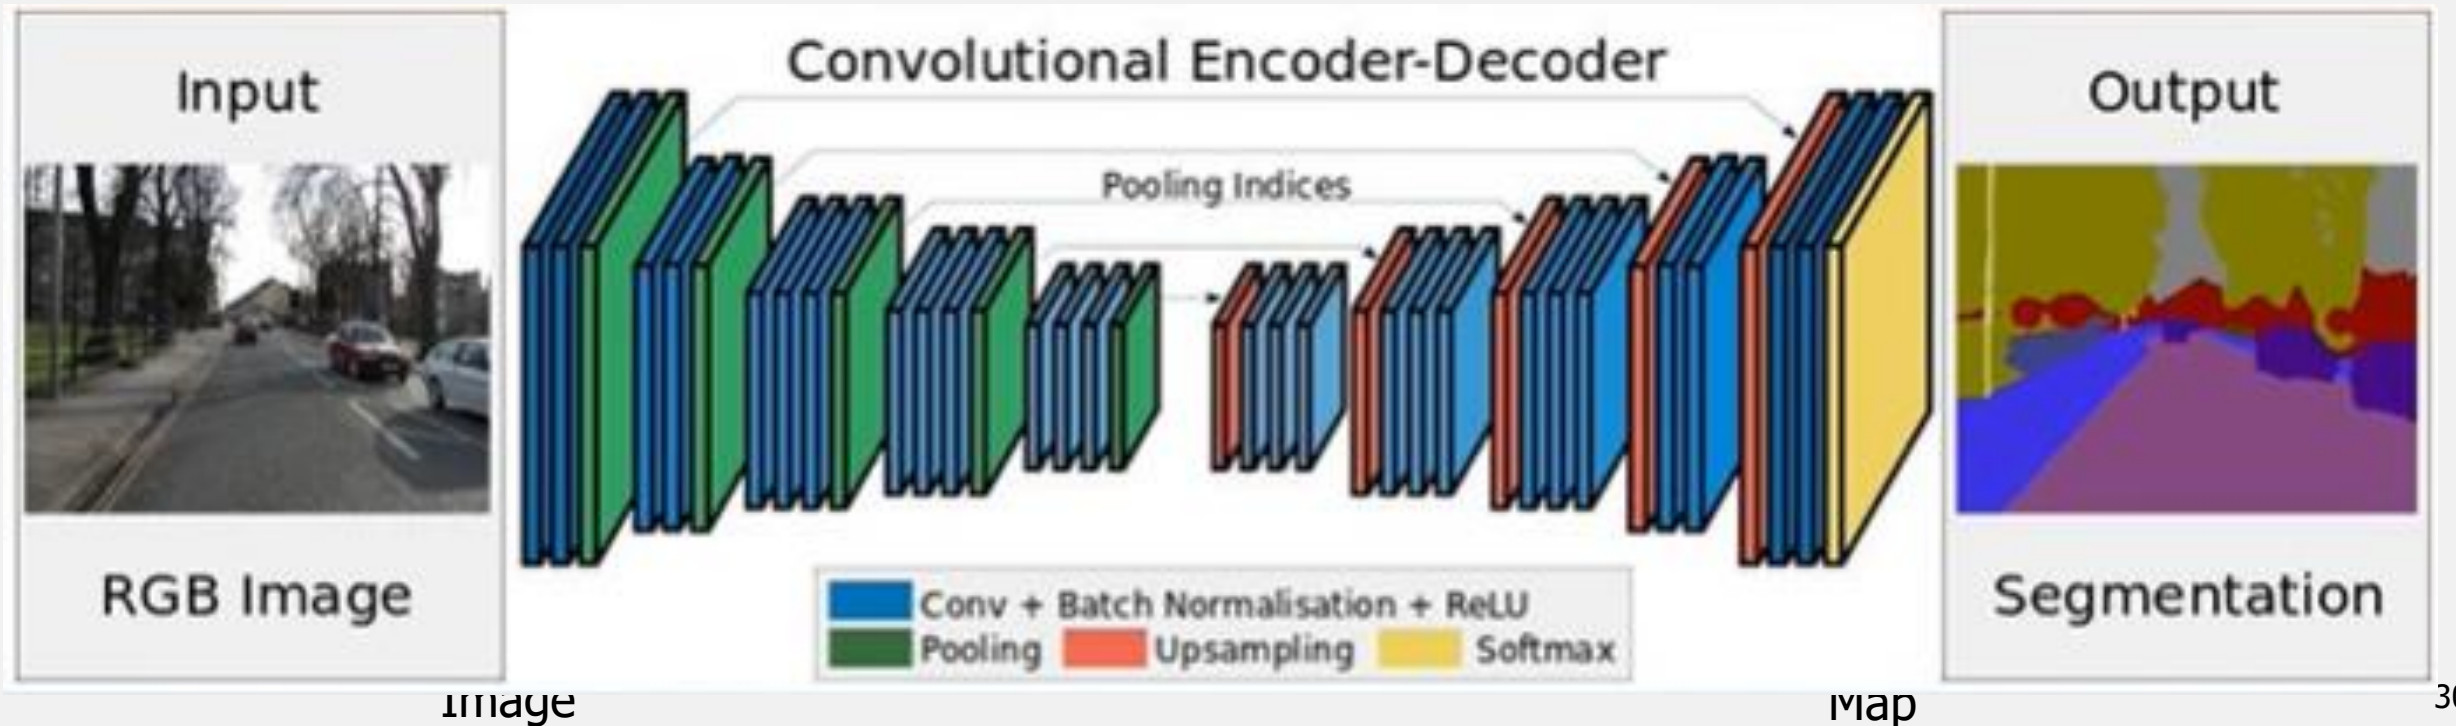 Convolutional Encoder-Decoder
Input
Output
Pooling Indices
RGB Image
Segmentation
Conv + Batch Normalisation + ReLU
Pooling Upsampling Softmax
Image
Map